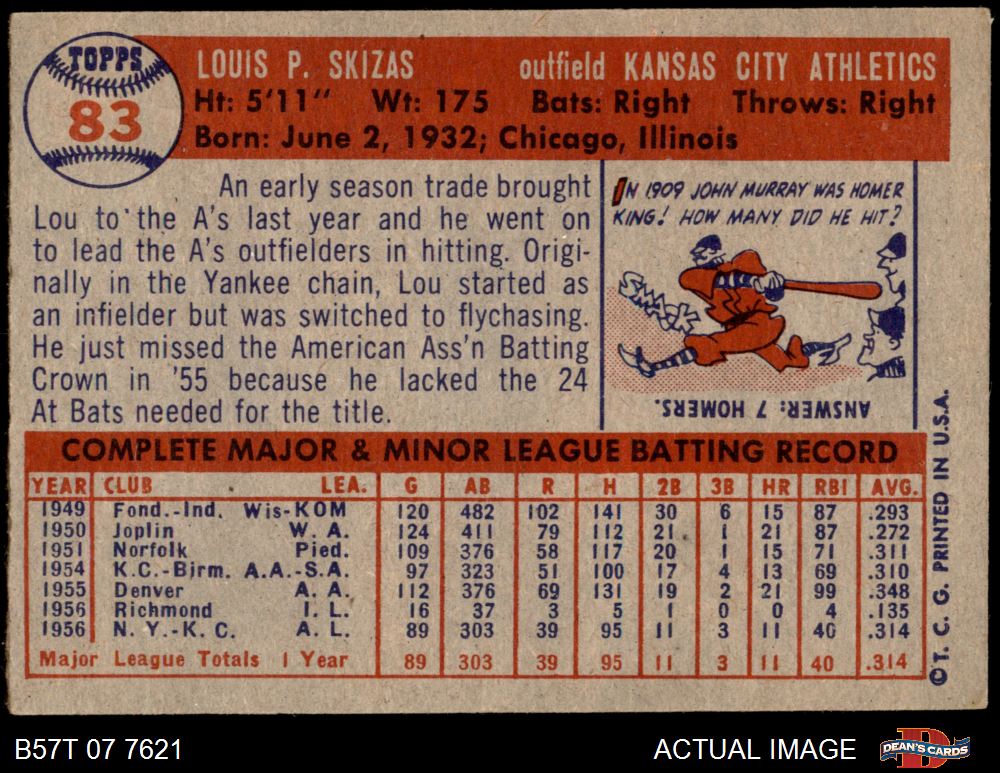 TOPPS
83
LOUIS P. SKIZAS outfield KANSAS CITY ATHLETICS
Ht: 5'11" Wt: 175 Bats: Right Throws: Right
Born: June 2, 1932; Chicago, Illinois
An early season trade brought
Lou to the A's last year and he went on
to lead the A's outfielders in hitting. Origi-
nally in the Yankee chain, Lou started as
an infielder but was switched to flychasing.
He just missed the American Ass'n Batting
Crown in '55 because he lacked the 24
At Bats needed for the title.
IN 1909 JOHN MURRAY WAS HOMER
KING! HOW MANY DID HE HIT?
SMACK
ANSWER: 7 HOMERS.
COMPLETE MAJOR & MINOR LEAGUE BATTING RECORD
YEAR CLUB LEA. G AB R H 2B 3B HR RBI AVG.
1949 Fond.-Ind. Wis-KOM 120 482 102 141 30 6 15 87 .293
1950 Joplin W. A. 124 411 79 112 21 1 21 87 .272
1951 Norfolk Pied. 109 376 58 117 20 1 15 71 .311
1954 K.C.-Birm. A.A.-S.A. 97 323 51 100 17 4 13 69 .310
1955 Denver A. A. 112 376 69 131 19 2 21 99 .348
1956 Richmond I. L. 16 37 3 5 1 0 0 4 .135
1956 N. Y.-K. C. A. L. 89 303 39 95 11 3 11 40 .314
Major League Totals 1 Year 89 303 39 95 11 3 11 40 .314
© T. C. G. PRINTED IN U.S.A.
B57T 07 7621 ACTUAL IMAGE DEAN'S CARDS